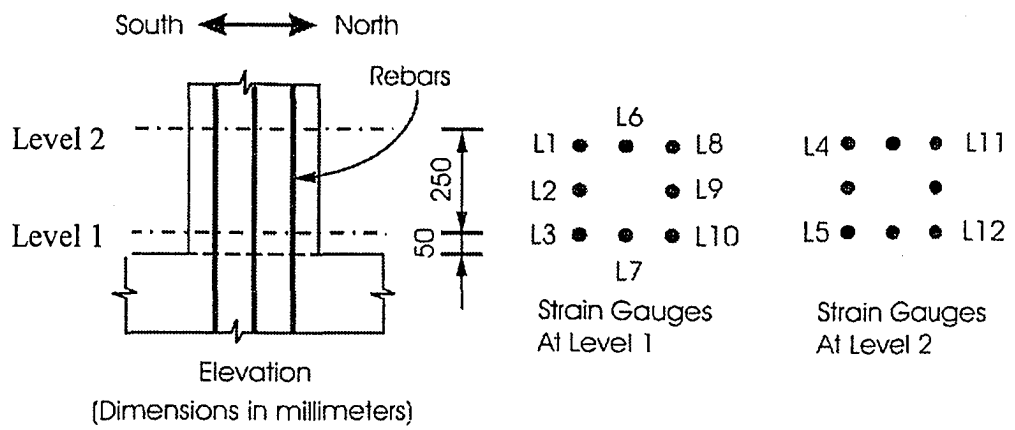 South North
Rebars
Level 2
Level 1
250
50
Elevation
(Dimensions in millimeters)
L6
L1 L8
L2 L9
L3 L10
L7
Strain Gauges
At Level 1
L4 L11
L5 L12
Strain Gauges
At Level 2